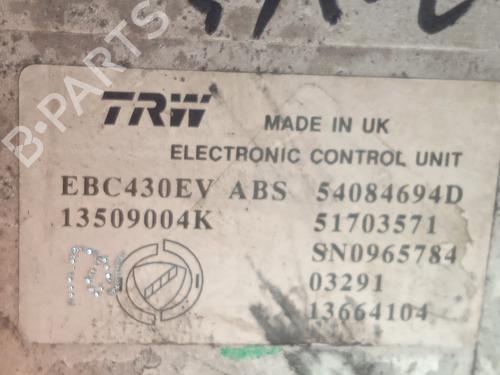 B-PARTS
TRW
MADE IN UK
ELECTRONIC CONTROL UNIT
EBC430EV ABS 54084694D
13509004K 51703571
SN0965784
03291
13664104